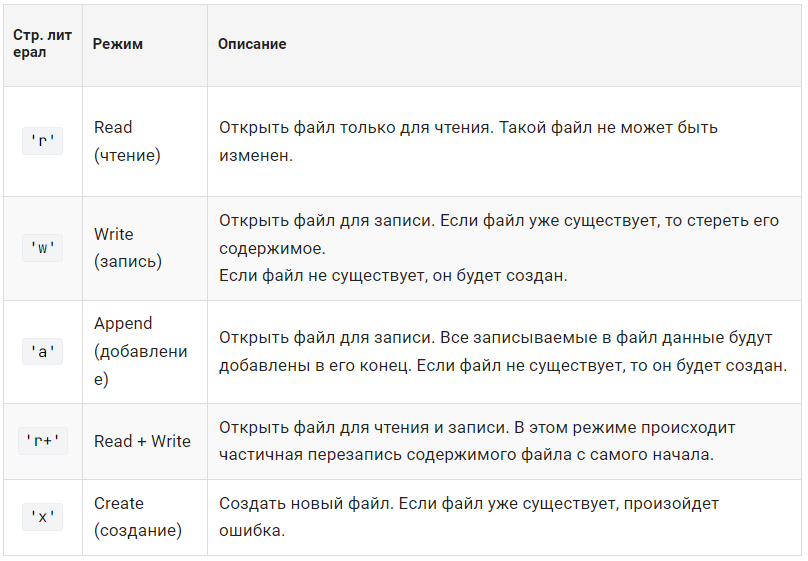 Стр. лит
ерал
Режим
Описание
'r'
Read
(чтение)
Открыть файл только для чтения. Такой файл не может быть
изменен.
'w'
Write
(запись)
Открыть файл для записи. Если файл уже существует, то стереть его
содержимое.
Если файл не существует, он будет создан.
'a'
Append
(добавлени
е)
Открыть файл для записи. Все записываемые в файл данные будут
добавлены в его конец. Если файл не существует, то он будет создан.
'r+'
Read + Write
Открыть файл для чтения и записи. В этом режиме происходит
частичная перезапись содержимого файла с самого начала.
'x'
Create
(создание)
Создать новый файл. Если файл уже существует, произойдет
ошибка.